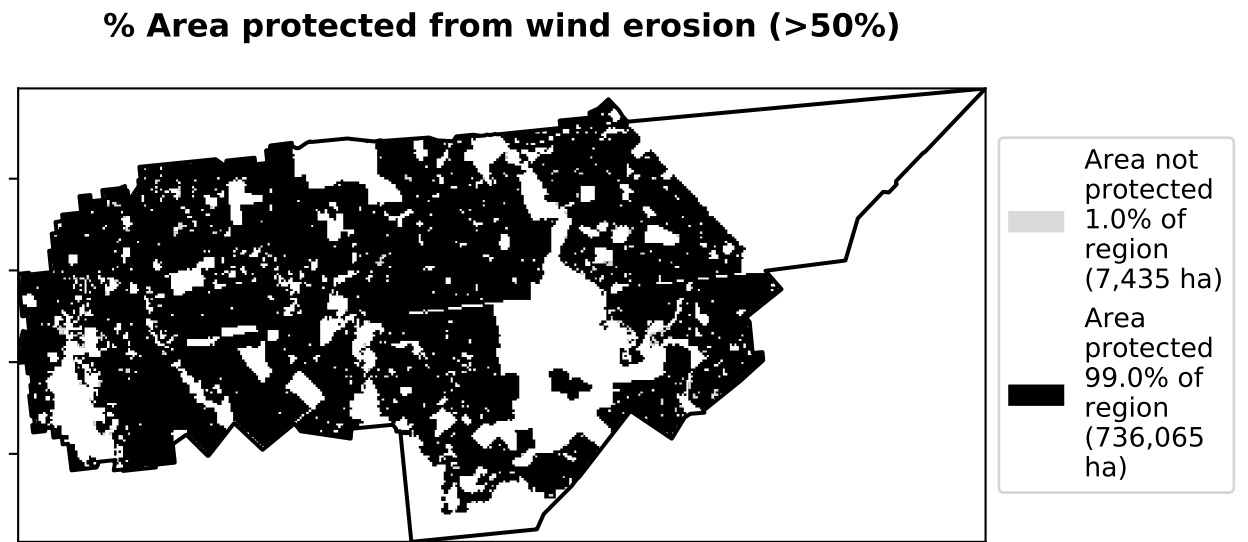 % Area protected from wind erosion (>50%)
Area not
protected
1.0% of
region
(7,435 ha)
Area
protected
99.0% of
region
(736,065
ha)